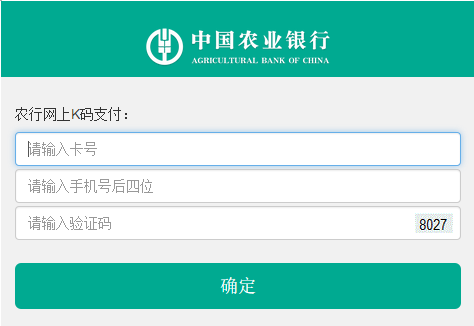 中国农业银行
AGRICULTURAL BANK OF CHINA
农行网上K码支付：
请输入卡号
请输入手机号后四位
请输入验证码 8027
确定